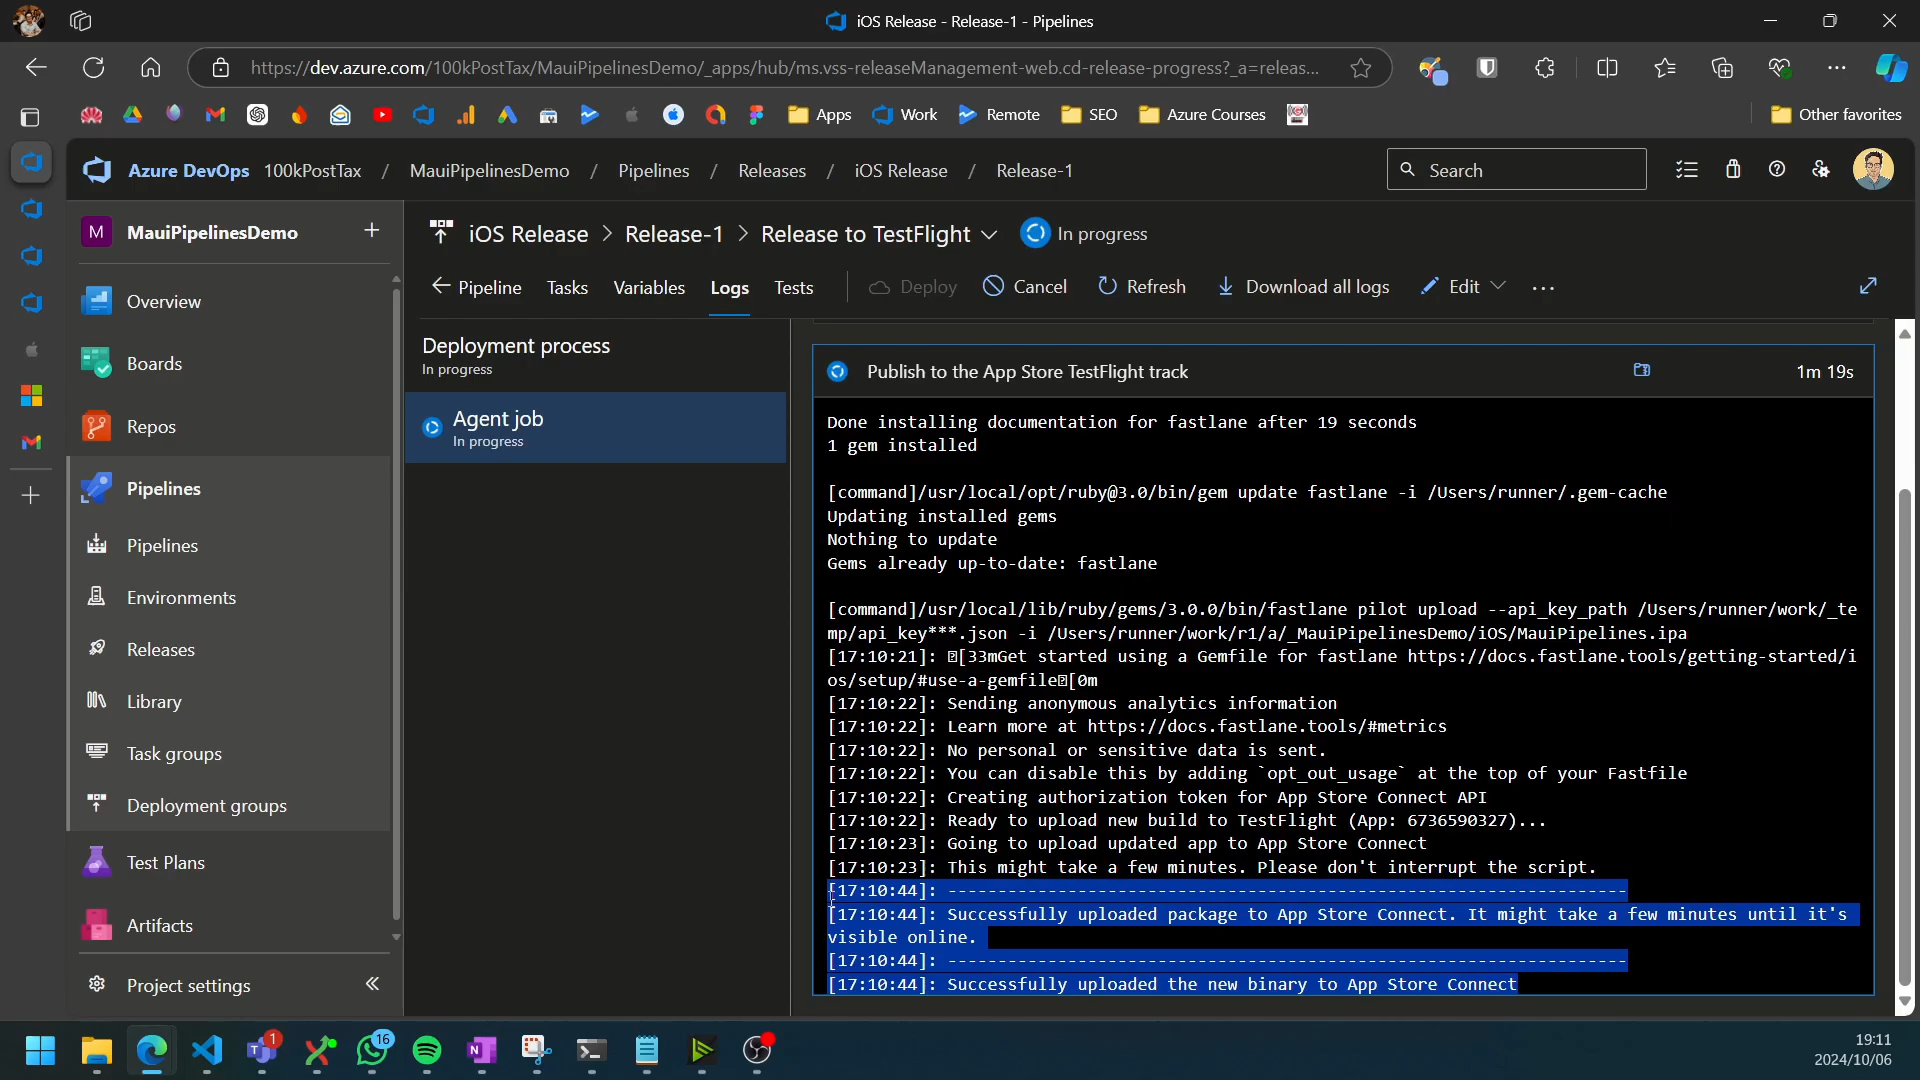 iOS Release - Release-1 - Pipelines
https://dev.azure.com/100kPostTax/MauiPipelinesDemo/_apps/hub/ms.vss-releaseManagement-web.cd-release-progress?_a=releas...
Apps
Work
Remote
SEO
Azure Courses
Other favorites
Azure DevOps 100kPostTax / MauiPipelinesDemo / Pipelines / Releases / iOS Release / Release-1
Search
M MauiPipelinesDemo +
iOS Release > Release-1 > Release to TestFlight
In progress
Pipeline Tasks Variables Logs Tests Deploy Cancel Refresh Download all logs Edit ...
Overview
Boards
Repos
Pipelines
Pipelines
Environments
Releases
Library
Task groups
Deployment groups
Test Plans
Artifacts
Project settings
Deployment process
In progress
Agent job
In progress
Publish to the App Store TestFlight track
1m 19s
Done installing documentation for fastlane after 19 seconds
1 gem installed
[command]/usr/local/opt/ruby@3.0/bin/gem update fastlane -i /Users/runner/.gem-cache
Updating installed gems
Nothing to update
Gems already up-to-date: fastlane
[command]/usr/local/lib/ruby/gems/3.0.0/bin/fastlane pilot upload --api_key_path /Users/runner/work/_te
mp/api_key***.json -i /Users/runner/work/r1/a/_MauiPipelinesDemo/iOS/MauiPipelines.ipa
[17:10:21]: [33mGet started using a Gemfile for fastlane https://docs.fastlane.tools/getting-started/i
os/setup/#use-a-gemfile[0m
[17:10:22]: Sending anonymous analytics information
[17:10:22]: Learn more at https://docs.fastlane.tools/#metrics
[17:10:22]: No personal or sensitive data is sent.
[17:10:22]: You can disable this by adding `opt_out_usage` at the top of your Fastfile
[17:10:22]: Creating authorization token for App Store Connect API
[17:10:22]: Ready to upload new build to TestFlight (App: 6736590327)...
[17:10:23]: Going to upload updated app to App Store Connect
[17:10:23]: This might take a few minutes. Please don't interrupt the script.
[17:10:44]: --------------------------------------------------------------------
[17:10:44]: Successfully uploaded package to App Store Connect. It might take a few minutes until it's
visible online.
[17:10:44]: --------------------------------------------------------------------
[17:10:44]: Successfully uploaded the new binary to App Store Connect
1
16
19:11
2024/10/06